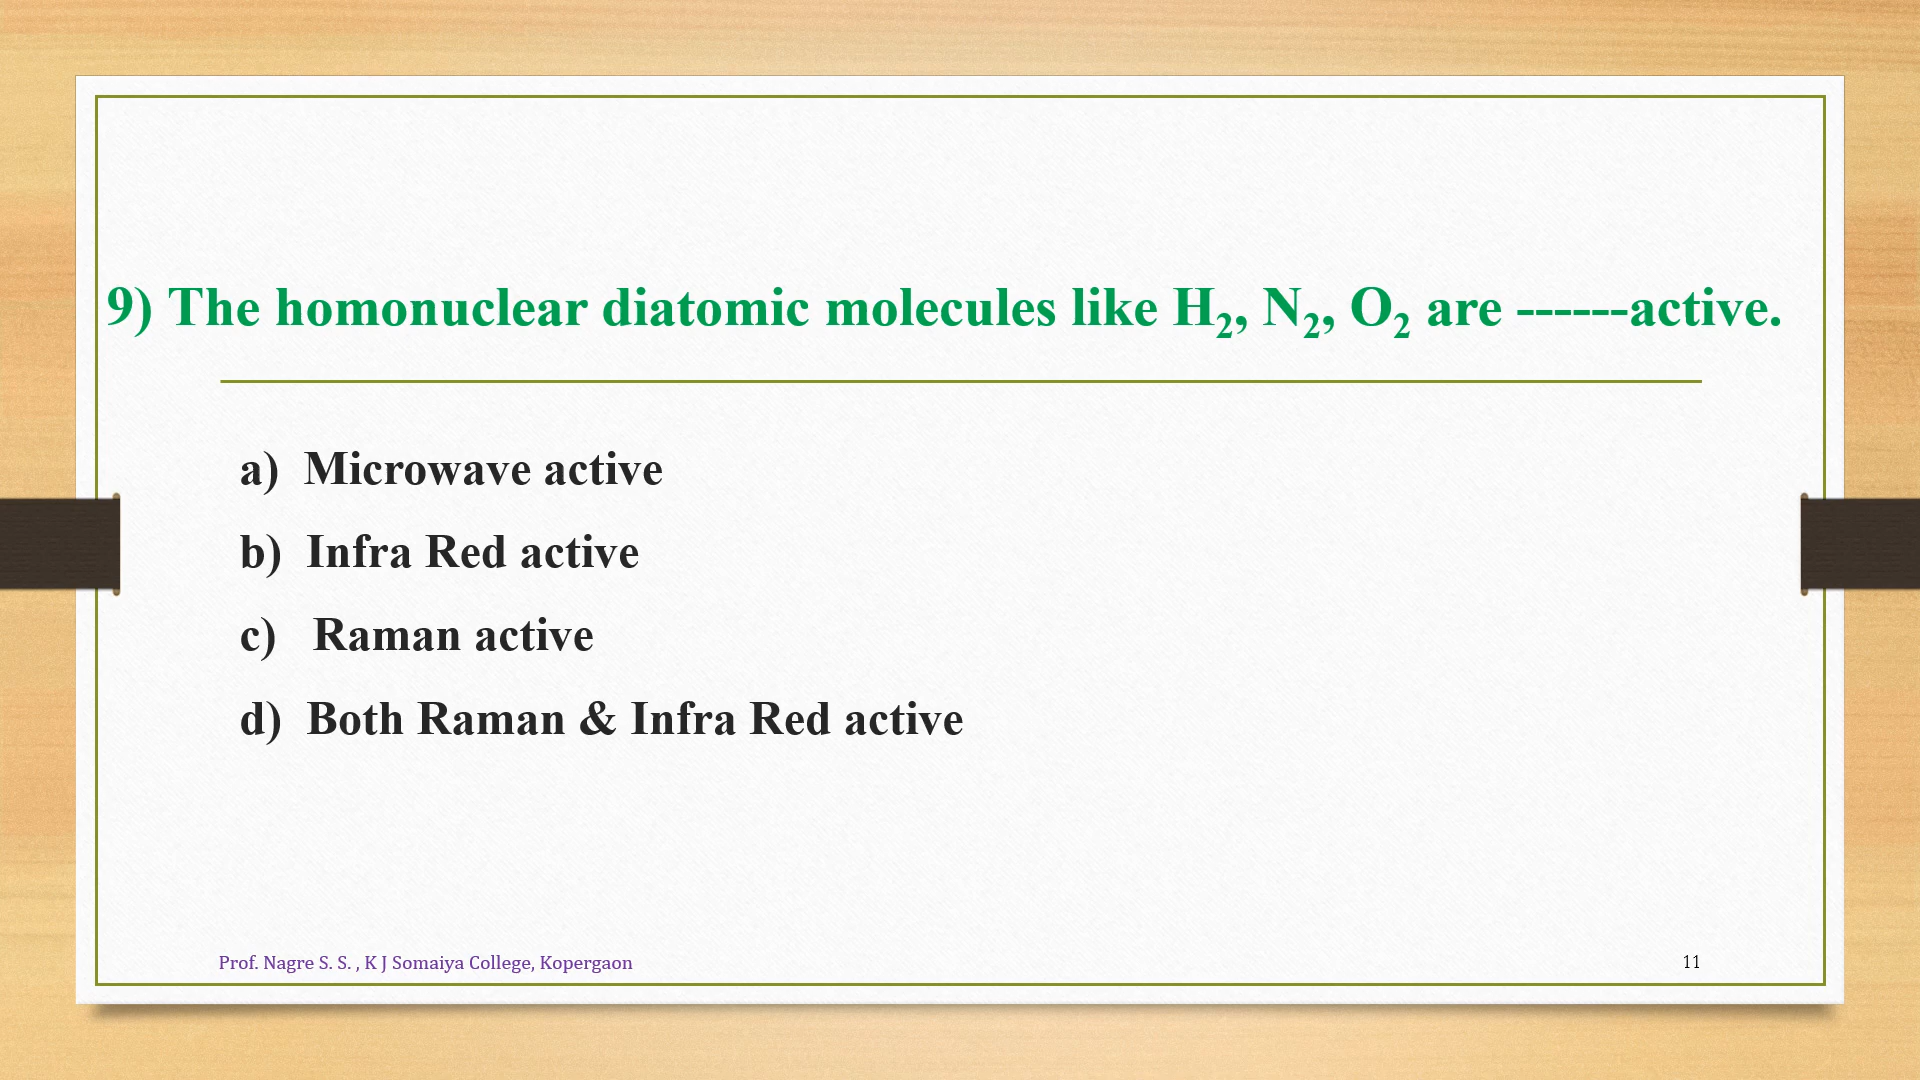 9) The homonuclear diatomic molecules like H₂, N₂, O₂ are ------active.
a) Microwave active
b) Infra Red active
c) Raman active
d) Both Raman & Infra Red active
Prof. Nagre S. S. , K J Somaiya College, Kopergaon
11